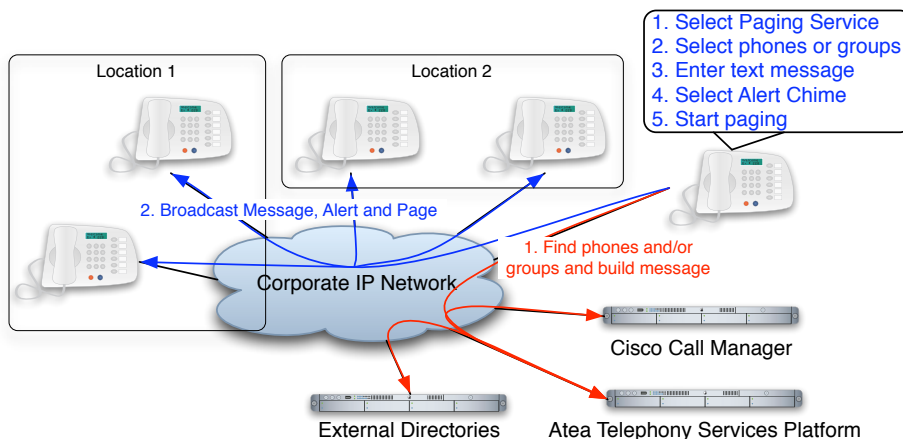 1. Select Paging Service
2. Select phones or groups
3. Enter text message
4. Select Alert Chime
5. Start paging
Location 1
Location 2
2. Broadcast Message, Alert and Page
1. Find phones and/or
groups and build message
Corporate IP Network
Cisco Call Manager
External Directories
Atea Telephony Services Platform